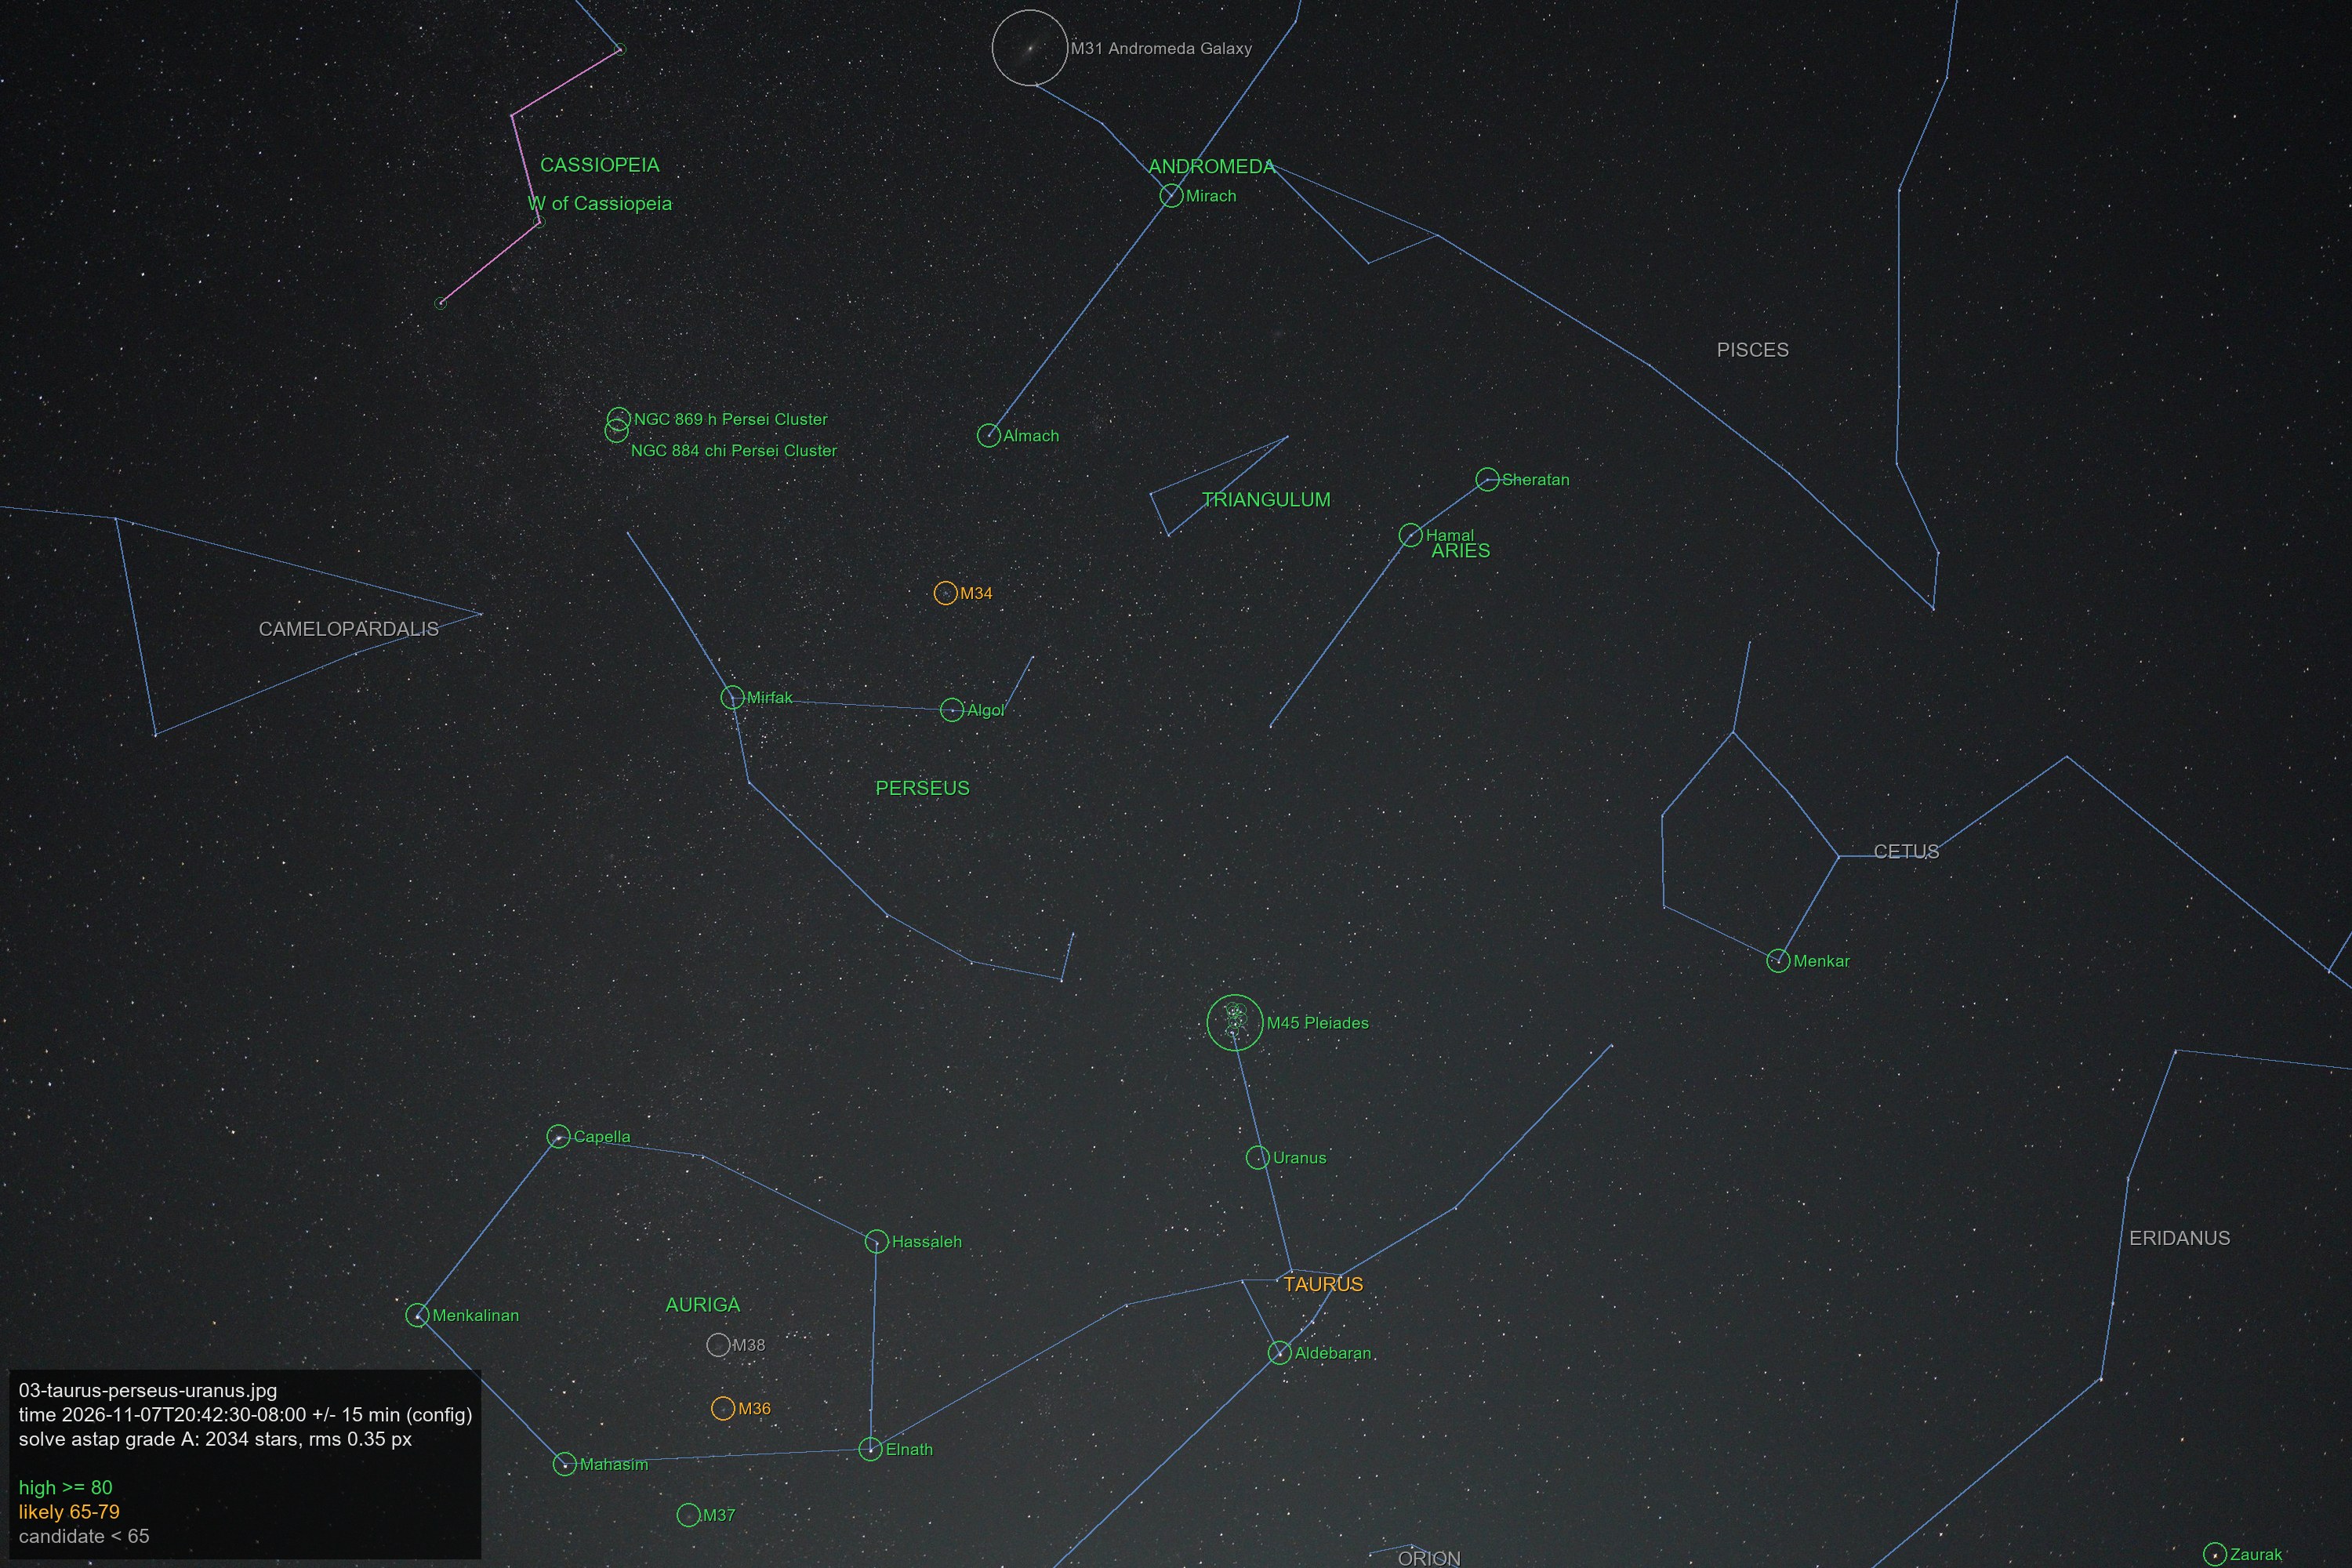 M31 Andromeda Galaxy
CASSIOPEIA
ANDROMEDA
Mirach
W of Cassiopeia
PISCES
NGC 869 h Persei Cluster
Almach
NGC 884 chi Persei Cluster
Sheratan
TRIANGULUM
Hamal
ARIES
M34
CAMELOPARDALIS
Mirfak
Algol
PERSEUS
CETUS
Menkar
M45 Pleiades
Capella
Uranus
Hassaleh
ERIDANUS
TAURUS
AURIGA
Menkalinan
M38
Aldebaran
M36
Elnath
Mahasim
M37
ORION
Zaurak
03-taurus-perseus-uranus.jpg
time 2026-11-07T20:42:30-08:00 +/- 15 min (config)
solve astap grade A: 2034 stars, rms 0.35 px
high >= 80
likely 65-79
candidate < 65